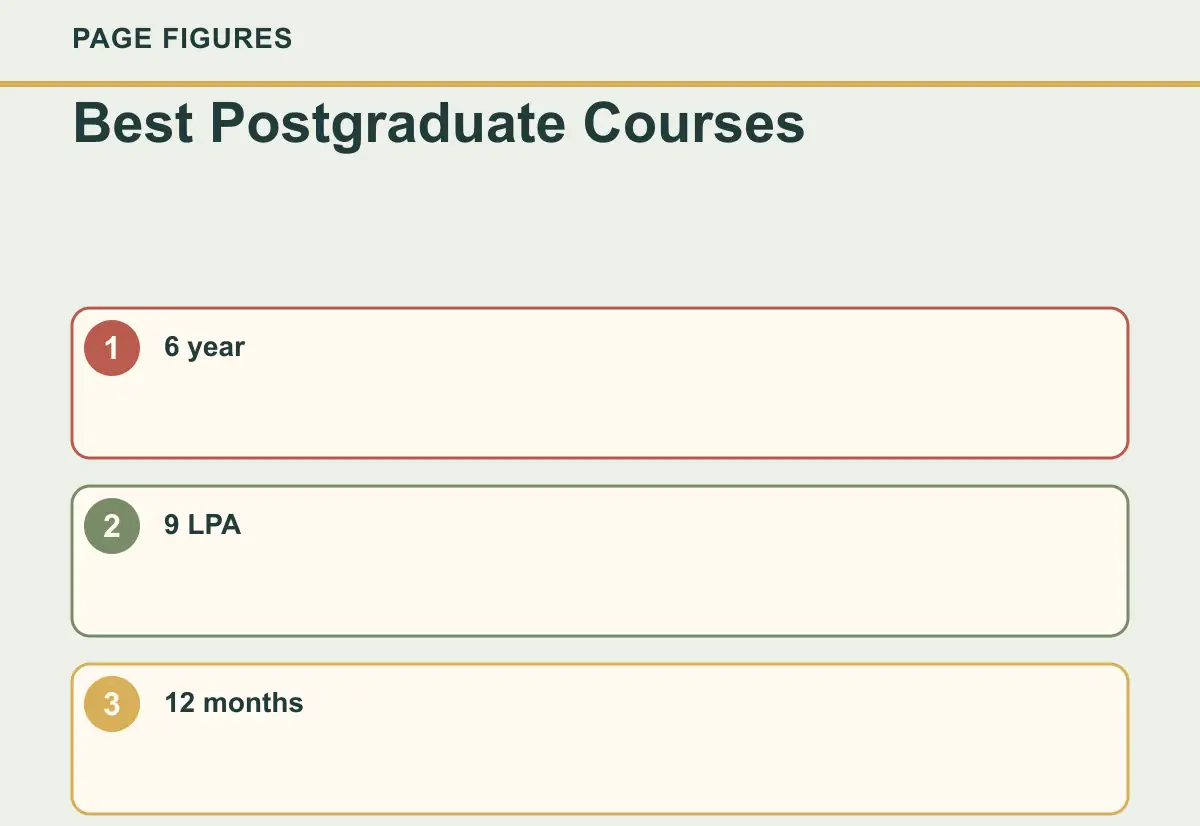 PAGE FIGURES
Best Postgraduate Courses
1 6 year
2 9 LPA
3 12 months